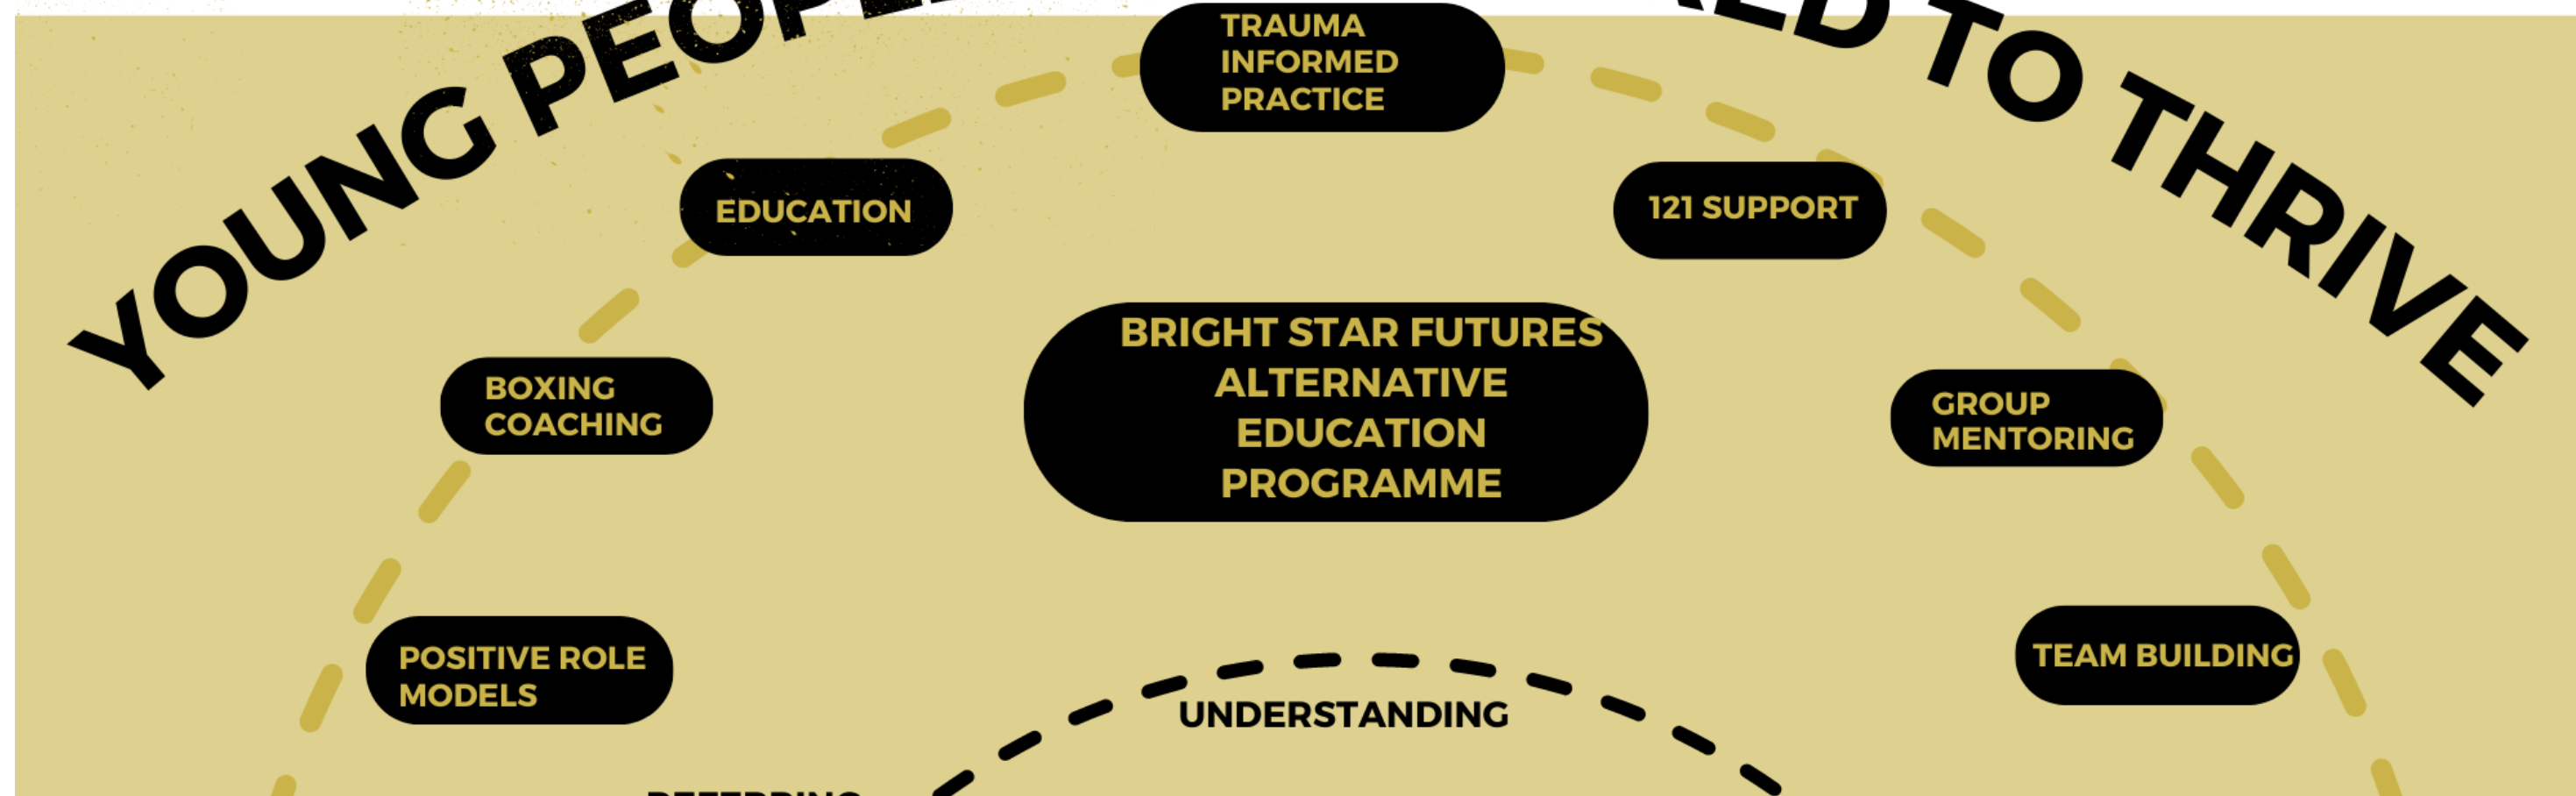 YOUNG PEOPLE
TO THRIVE
TRAUMA
INFORMED
PRACTICE
EDUCATION
121 SUPPORT
BRIGHT STAR FUTURES
ALTERNATIVE
EDUCATION
PROGRAMME
BOXING
COACHING
GROUP
MENTORING
POSITIVE ROLE
MODELS
TEAM BUILDING
UNDERSTANDING